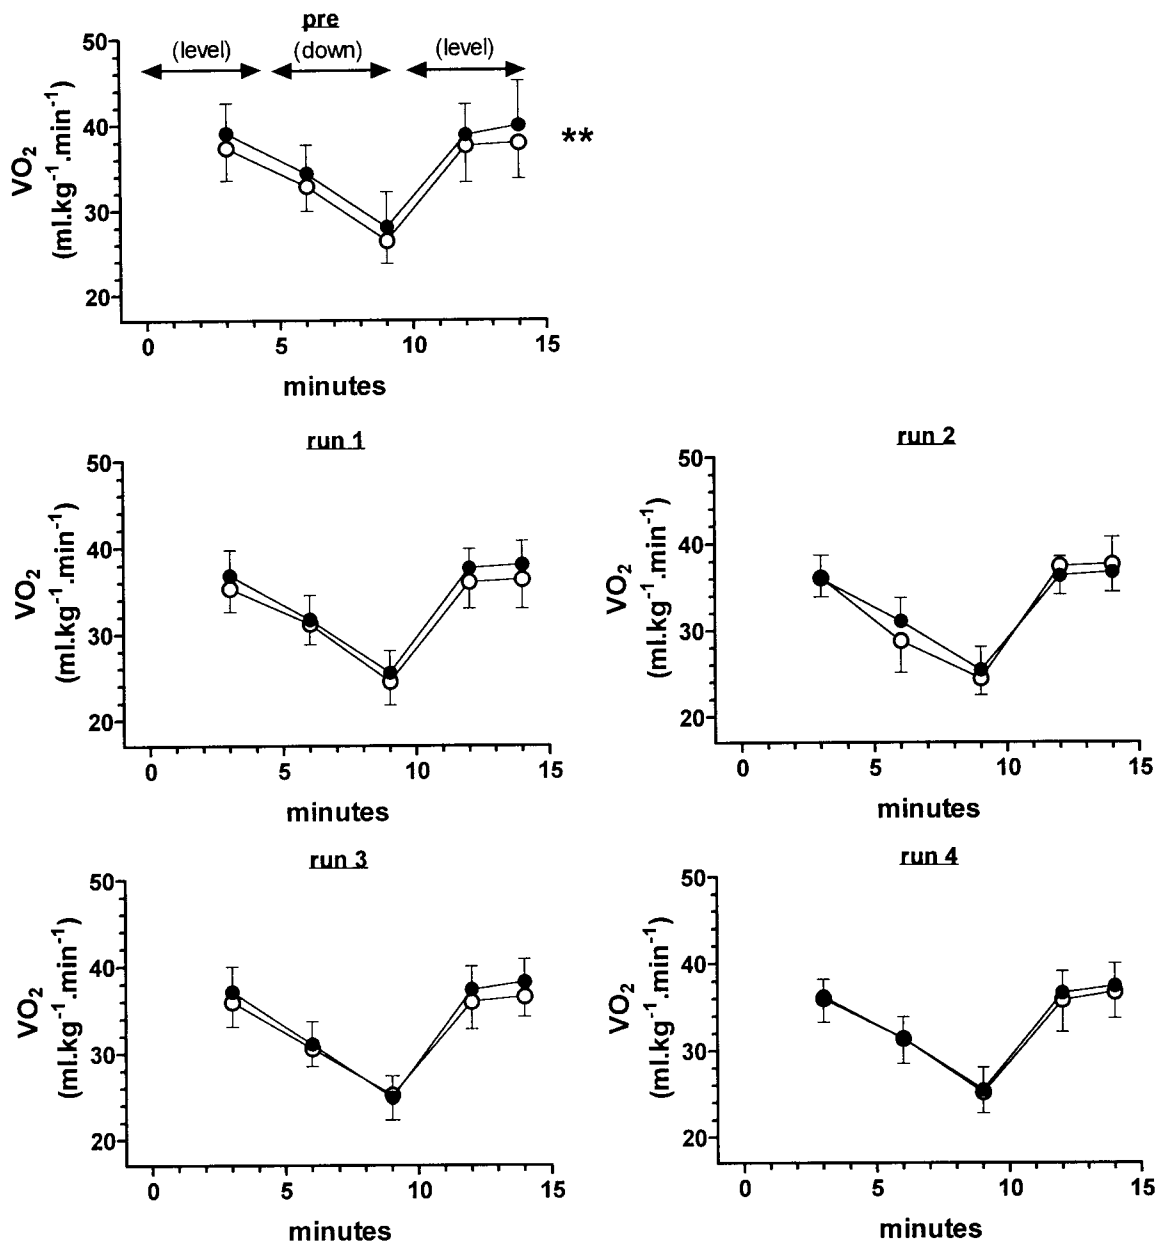 pre
(level) (down) (level)
50
40
30
20
VO2
(ml.kg-1.min-1)
**
0 5 10 15
minutes
run 1
50
40
30
20
VO2
(ml.kg-1.min-1)
0 5 10 15
minutes
run 2
50
40
30
20
VO2
(ml.kg-1.min-1)
0 5 10 15
minutes
run 3
50
40
30
20
VO2
(ml.kg-1.min-1)
0 5 10 15
minutes
run 4
50
40
30
20
VO2
(ml.kg-1.min-1)
0 5 10 15
minutes